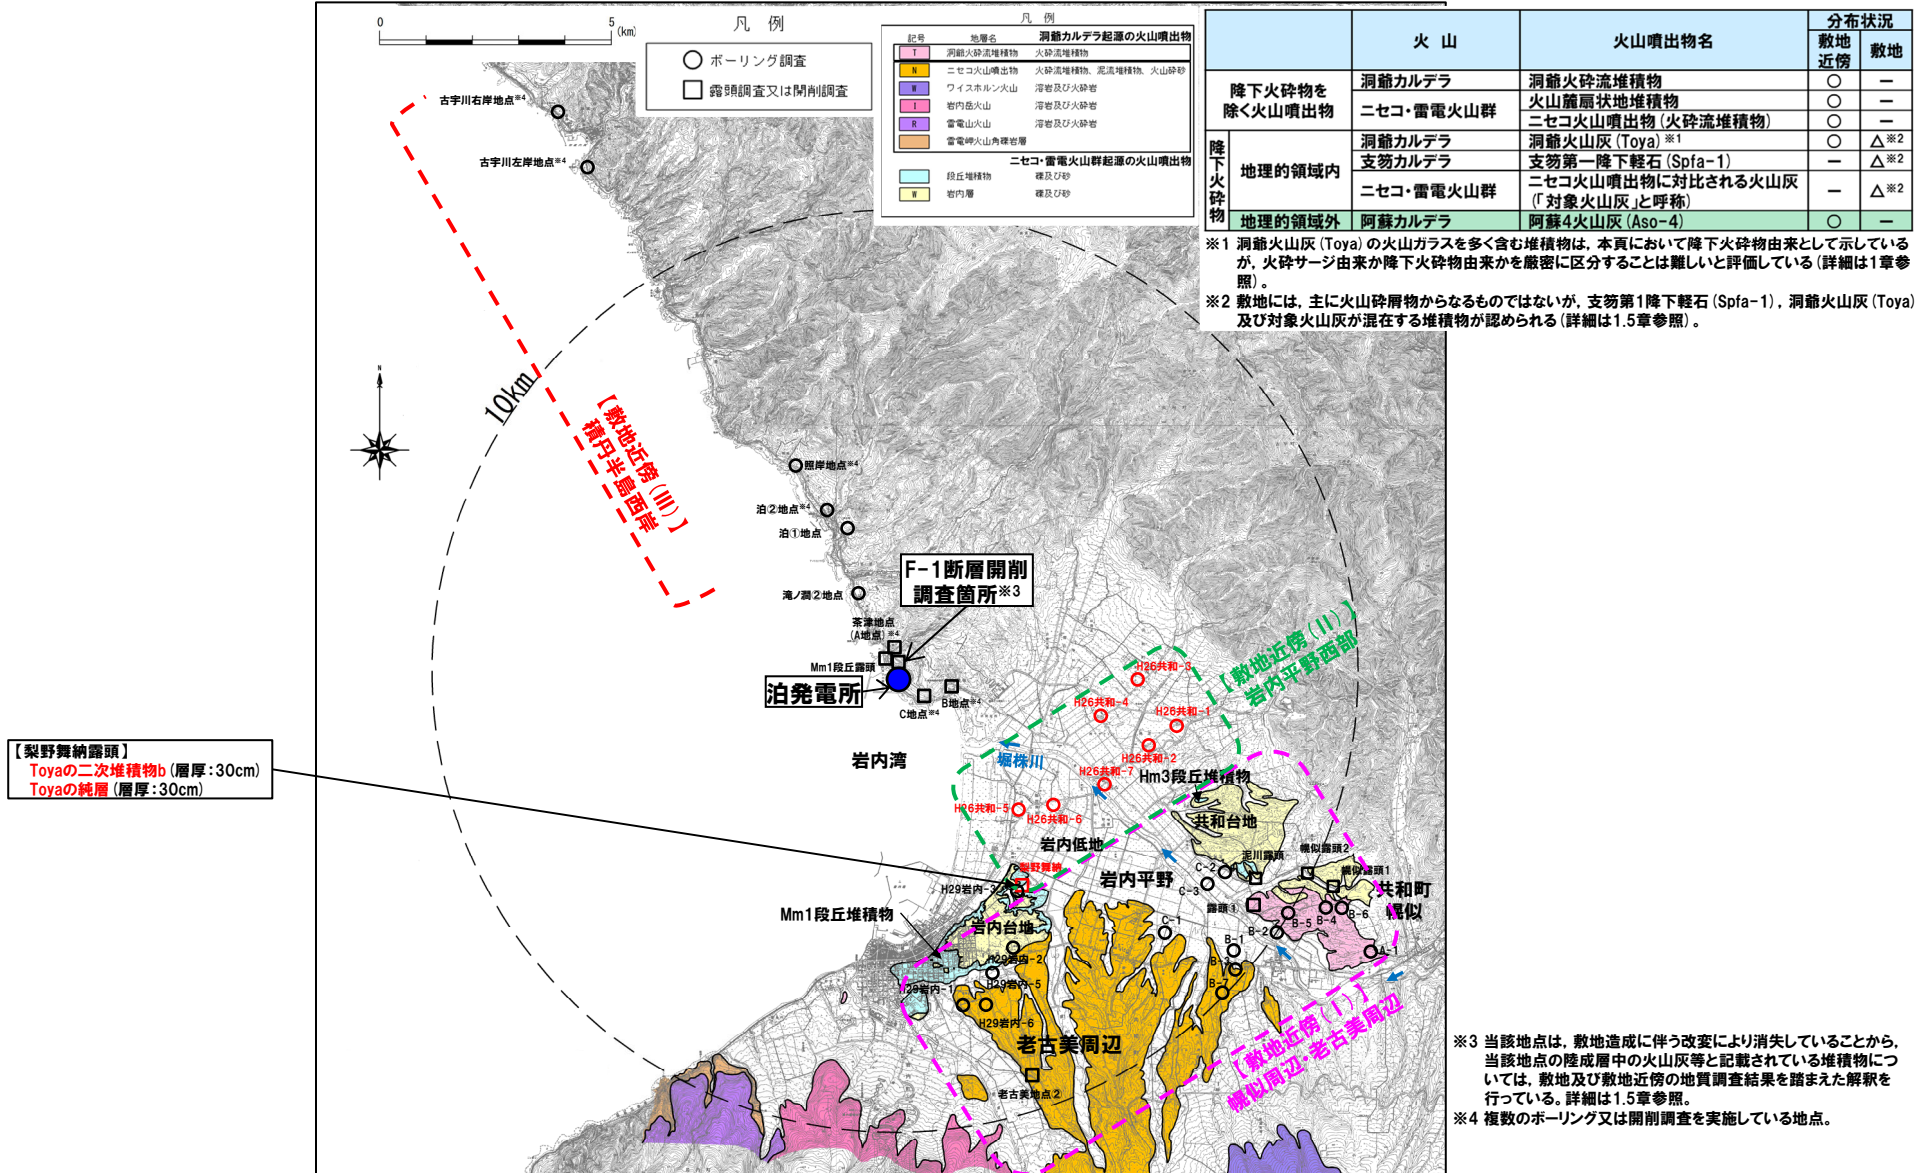 0 5 (km)
凡 例
ボーリング調査
露頭調査又は開削調査
凡 例
記号 地層名 洞爺カルデラ起源の火山噴出物
T 洞爺火砕流堆積物 火砕流堆積物
N ニセコ火山噴出物 火砕流堆積物、泥流堆積物、火山砕砂
W ワイスホルン火山 溶岩及び火砕岩
I 岩内岳火山 溶岩及び火砕岩
R 雷電山火山 溶岩及び火砕岩
雷電岬火山角礫岩層
ニセコ・雷電火山群起源の火山噴出物
段丘堆積物 礫及び砂
W 岩内層 礫及び砂
火 山 火山噴出物名 分布状況
敷地近傍 敷地
降下火砕物を除く火山噴出物
洞爺カルデラ 洞爺火砕流堆積物 ○ −
ニセコ・雷電火山群 火山麓扇状地堆積物 ○ −
ニセコ火山噴出物(火砕流堆積物) ○ −
降下火砕物
地理的領域内
洞爺カルデラ 洞爺火山灰(Toya)※1 ○ △※2
支笏カルデラ 支笏第一降下軽石(Spfa-1) − △※2
ニセコ・雷電火山群 ニセコ火山噴出物に対比される火山灰(「対象火山灰」と呼称) − △※2
地理的領域外 阿蘇カルデラ 阿蘇4火山灰(Aso-4) ○ −
※1 洞爺火山灰(Toya)の火山ガラスを多く含む堆積物は，本頁において降下火砕物由来として示している
が，火砕サージ由来か降下火砕物由来かを厳密に区分することは難しいと評価している(詳細は1章参
照)。
※2 敷地には，主に火山砕屑物からなるものではないが，支笏第1降下軽石(Spfa-1)，洞爺火山灰(Toya)
及び対象火山灰が混在する堆積物が認められる(詳細は1.5章参照)。
古宇川右岸地点※4
古宇川左岸地点※4
N
10km
【敷地近傍(Ⅲ)】
積丹半島西岸
照岸地点※4
泊②地点※4
泊①地点
滝ノ澗②地点
F-1断層開削
調査箇所※3
茶津地点
(A地点)※4
Mm1段丘露頭
泊発電所
B地点※4
C地点※4
【敷地近傍(Ⅱ)】
岩内平野西部
H26共和-3
H26共和-4
H26共和-1
H26共和-2
堀株川
岩内湾
H26共和-7
Hm3段丘堆積物
H26共和-5
H26共和-6
共和台地
岩内低地
【梨野舞納露頭】
Toyaの二次堆積物b(層厚：30cm)
Toyaの純層(層厚：30cm)
梨野舞納
H29岩内-3
岩内平野
泥川露頭
幌似露頭2
幌似露頭1
C-2
C-3
共和町
幌似
露頭①
B-5
B-4
B-6
Mm1段丘堆積物
岩内台地
C-1
B-2
B-1
A-1
H29岩内-2
B-3
H29岩内-5
H29岩内-1
B-7
H29岩内-6
老古美周辺
【敷地近傍(Ⅰ)】
幌似周辺・老古美周辺
老古美地点②
※3 当該地点は，敷地造成に伴う改変により消失していることから，
当該地点の陸成層中の火山灰等と記載されている堆積物につ
いては，敷地及び敷地近傍の地質調査結果を踏まえた解釈を
行っている。詳細は1.5章参照。
※4 複数のボーリング又は開削調査を実施している地点。